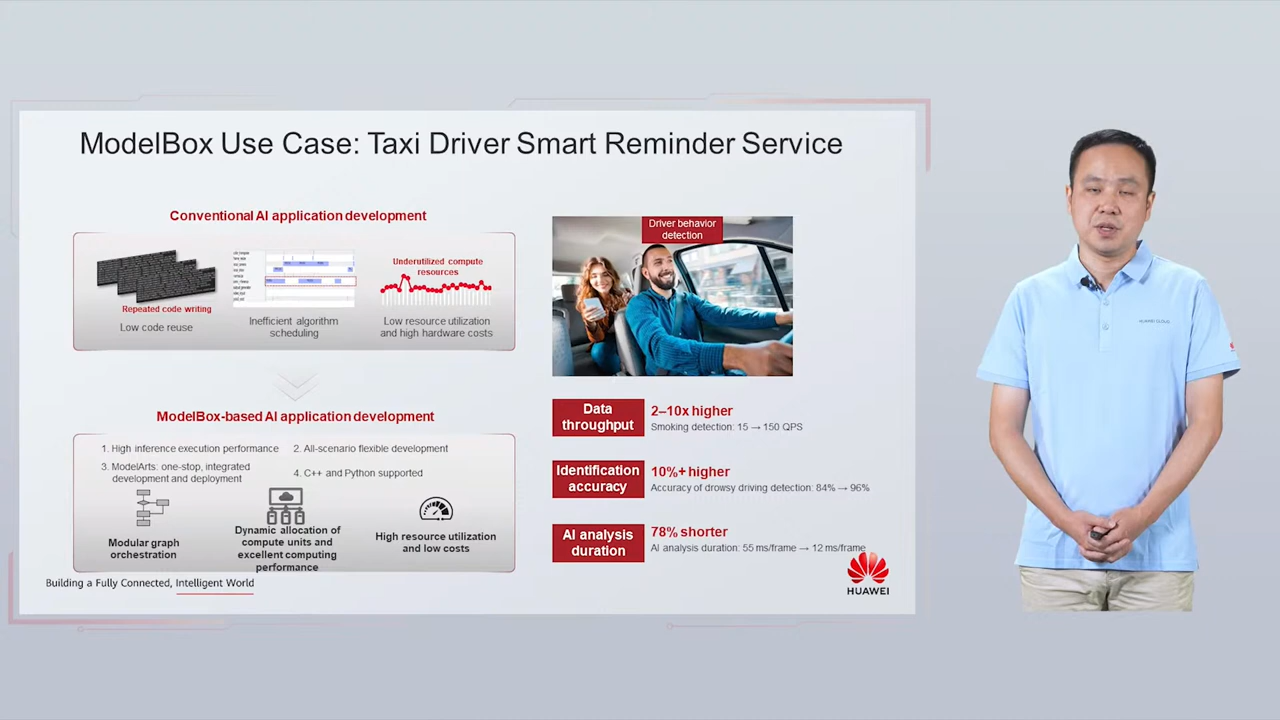 ModelBox Use Case: Taxi Driver Smart Reminder Service
Conventional AI application development
Repeated code writing
Low code reuse
Inefficient algorithm
scheduling
Underutilized compute
resources
Low resource utilization
and high hardware costs
ModelBox-based AI application development
1. High inference execution performance
2. All-scenario flexible development
3. ModelArts: one-stop, integrated
development and deployment
4. C++ and Python supported
Modular graph
orchestration
Dynamic allocation of
compute units and
excellent computing
performance
High resource utilization
and low costs
Driver behavior
detection
Data
throughput
2–10x higher
Smoking detection: 15 → 150 QPS
Identification
accuracy
10%+ higher
Accuracy of drowsy driving detection: 84% → 96%
AI analysis
duration
78% shorter
AI analysis duration: 55 ms/frame → 12 ms/frame
Building a Fully Connected, Intelligent World
HUAWEI
HUAWEI CLOUD